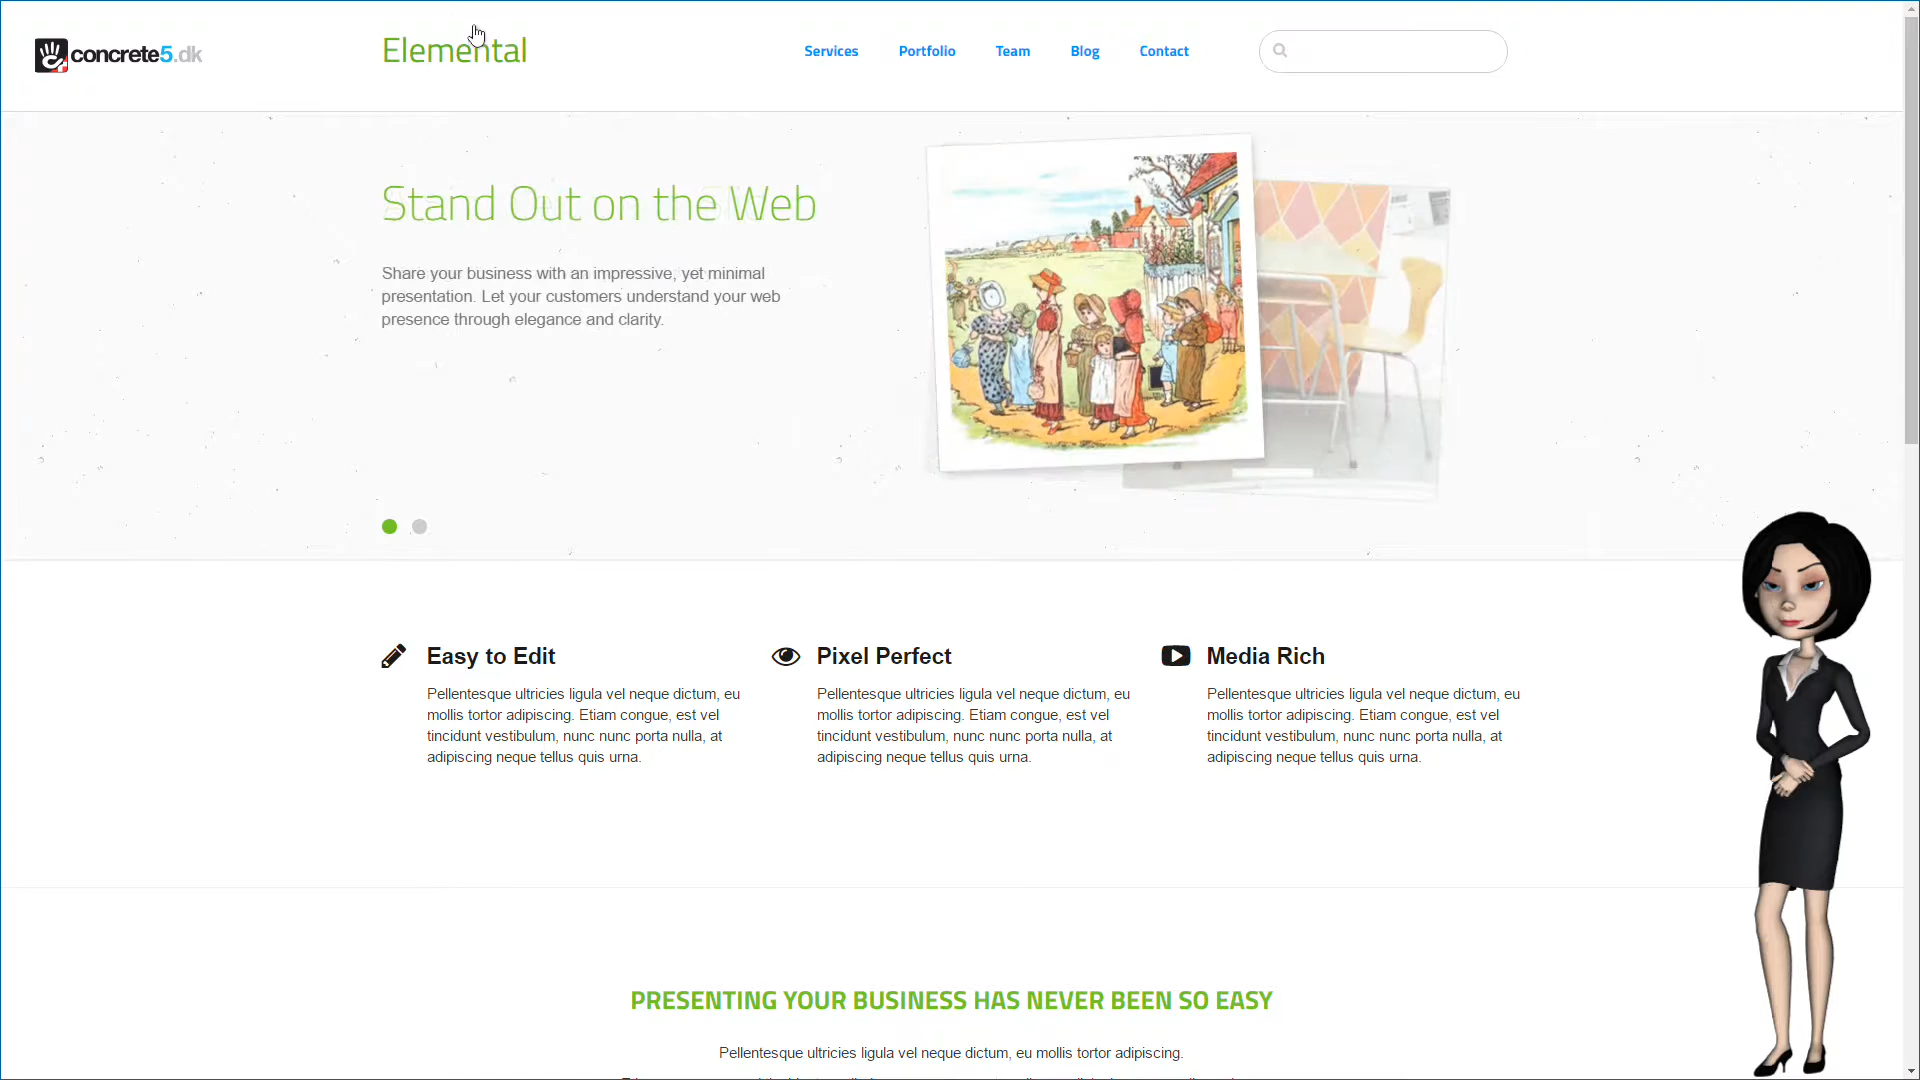 concrete5.dk
Elemental
Services
Portfolio
Team
Blog
Contact
Stand Out on the Web
Share your business with an impressive, yet minimal
presentation. Let your customers understand your web
presence through elegance and clarity.
Easy to Edit
Pellentesque ultricies ligula vel neque dictum, eu
mollis tortor adipiscing. Etiam congue, est vel
tincidunt vestibulum, nunc nunc porta nulla, at
adipiscing neque tellus quis urna.
Pixel Perfect
Pellentesque ultricies ligula vel neque dictum, eu
mollis tortor adipiscing. Etiam congue, est vel
tincidunt vestibulum, nunc nunc porta nulla, at
adipiscing neque tellus quis urna.
Media Rich
Pellentesque ultricies ligula vel neque dictum, eu
mollis tortor adipiscing. Etiam congue, est vel
tincidunt vestibulum, nunc nunc porta nulla, at
adipiscing neque tellus quis urna.
PRESENTING YOUR BUSINESS HAS NEVER BEEN SO EASY
Pellentesque ultricies ligula vel neque dictum, eu mollis tortor adipiscing.